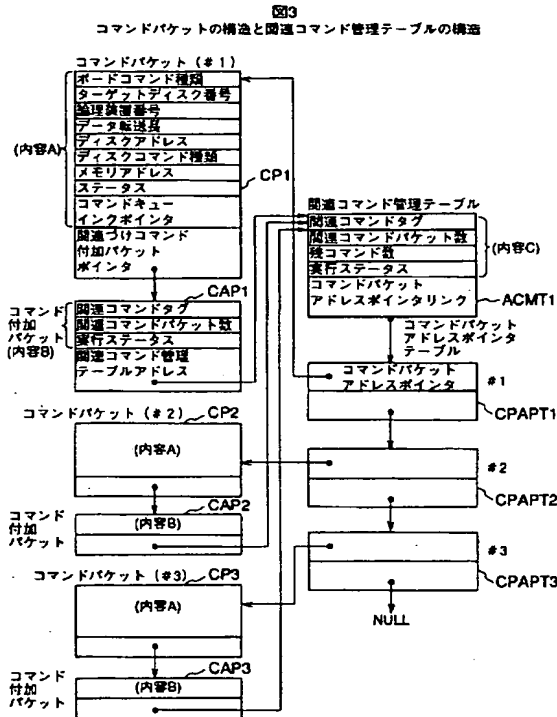 図3
コマンドパケットの構造と関連コマンド管理テーブルの構造
コマンドパケット (#1)
ボードコマンド種類
ターゲットディスク番号
論理装置番号
データ転送長
ディスクアドレス
ディスクコマンド種類
メモリアドレス
ステータス
コマンドキュー
インクポインタ
関連づけコマンド
付加パケット
ポインタ
(内容A)
CP1
CAP1
コマンド
付加
パケット
(内容B)
関連コマンドタグ
関連コマンドパケット数
実行ステータス
関連コマンド管理
テーブルアドレス
関連コマンド管理テーブル
関連コマンドタグ
関連コマンドパケット数
残コマンド数
実行ステータス
コマンドパケット
アドレスポインタリンク
(内容C)
ACMT1
コマンドパケット
アドレスポインタ
テーブル
コマンドパケット
アドレスポインタ
#1
CPAPT1
#2
CPAPT2
#3
CPAPT3
NULL
コマンドパケット (#2)
CP2
(内容A)
CAP2
コマンド
付加
パケット
(内容B)
コマンドパケット (#3)
CP3
(内容A)
CAP3
コマンド
付加
パケット
(内容B)